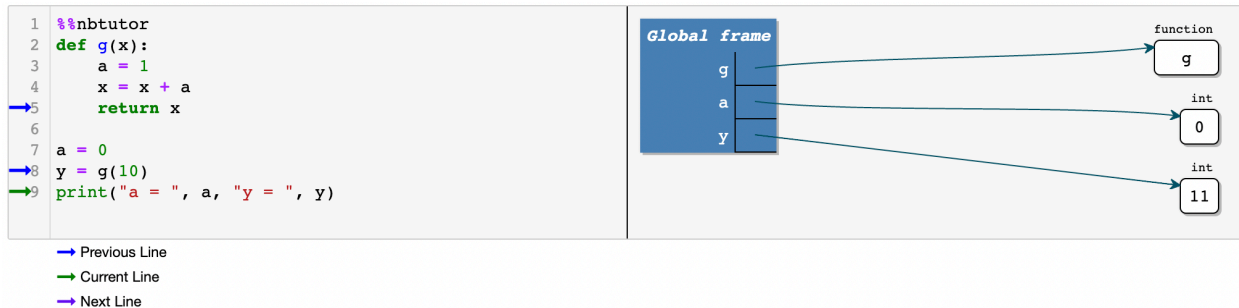 1 %%nbtutor
2 def g(x):
3     a = 1
4     x = x + a
5     return x
6
7 a = 0
8 y = g(10)
9 print("a = ", a, "y = ", y)
Global frame
g
a
y
function
g
int
0
int
11
Previous Line
Current Line
Next Line